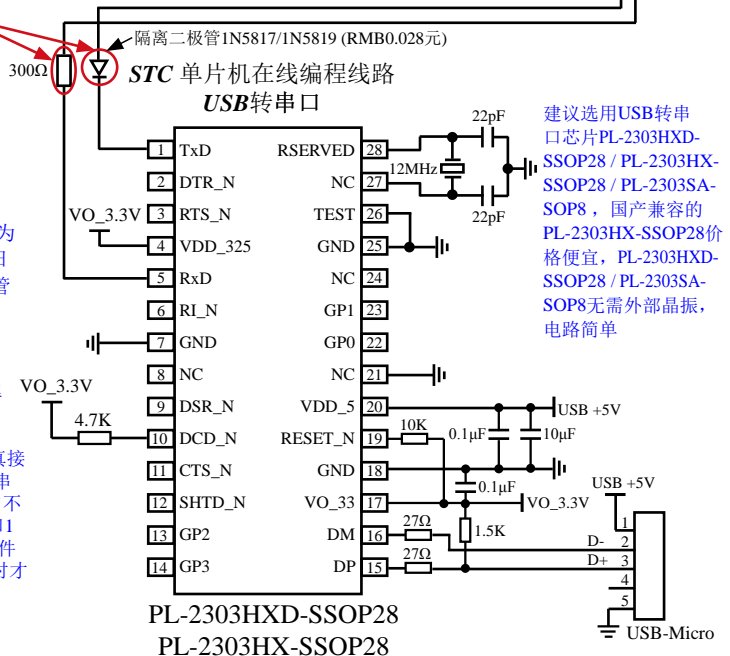 隔离二极管1N5817/1N5819 (RMB0.028元)
300Ω
STC 单片机在线编程线路
USB转串口
22pF
12MHz
22pF
建议选用USB转串
口芯片PL-2303HXD-
SSOP28 / PL-2303HX-
SSOP28 / PL-2303SA-
SOP8，国产兼容的
PL-2303HX-SSOP28价
格便宜，PL-2303HXD-
SSOP28 / PL-2303SA-
SOP8无需外部晶振，
电路简单
1 TxD RSERVED 28
2 DTR_N NC 27
VO_3.3V 3 RTS_N TEST 26
4 VDD_325 GND 25
5 RxD NC 24
6 RI_N GP1 23
7 GND GP0 22
8 NC NC 21
VO_3.3V
9 DSR_N VDD_5 20 USB +5V
4.7K 10 DCD_N RESET_N 19 10K 0.1μF 10μF
11 CTS_N GND 18
0.1μF
12 SHTD_N VO_33 17 VO_3.3V
13 GP2 DM 16 27Ω 1.5K
14 GP3 DP 15 27Ω
USB +5V
1
D- 2
D+ 3
4
5
USB-Micro
为
管
接
串
不
1
件
才
PL-2303HXD-SSOP28
PL-2303HX-SSOP28